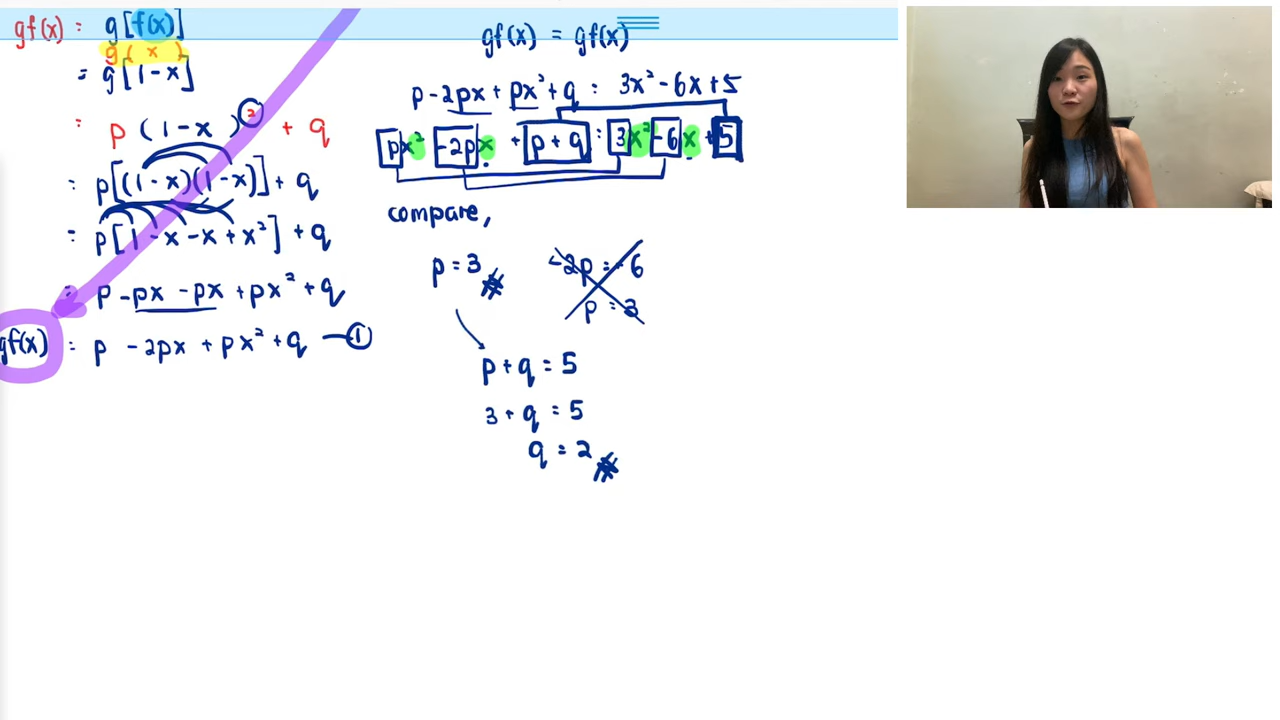 gf(x) = g[f(x)]
g( x )
= g[1-x]
= p (1-x)² + q
= p[(1-x)(1-x)] + q
= p[1-x-x+x²] + q
= p -px -px +px² +q
gf(x) = p - 2px + px² + q —①
gf(x) = gf(x)
p - 2px + px² + q = 3x² - 6x + 5
px² -2px + p + q = 3x² -6x +5
compare,
p = 3 #
-2p = -6
p = 3
p + q = 5
3 + q = 5
q = 2 #